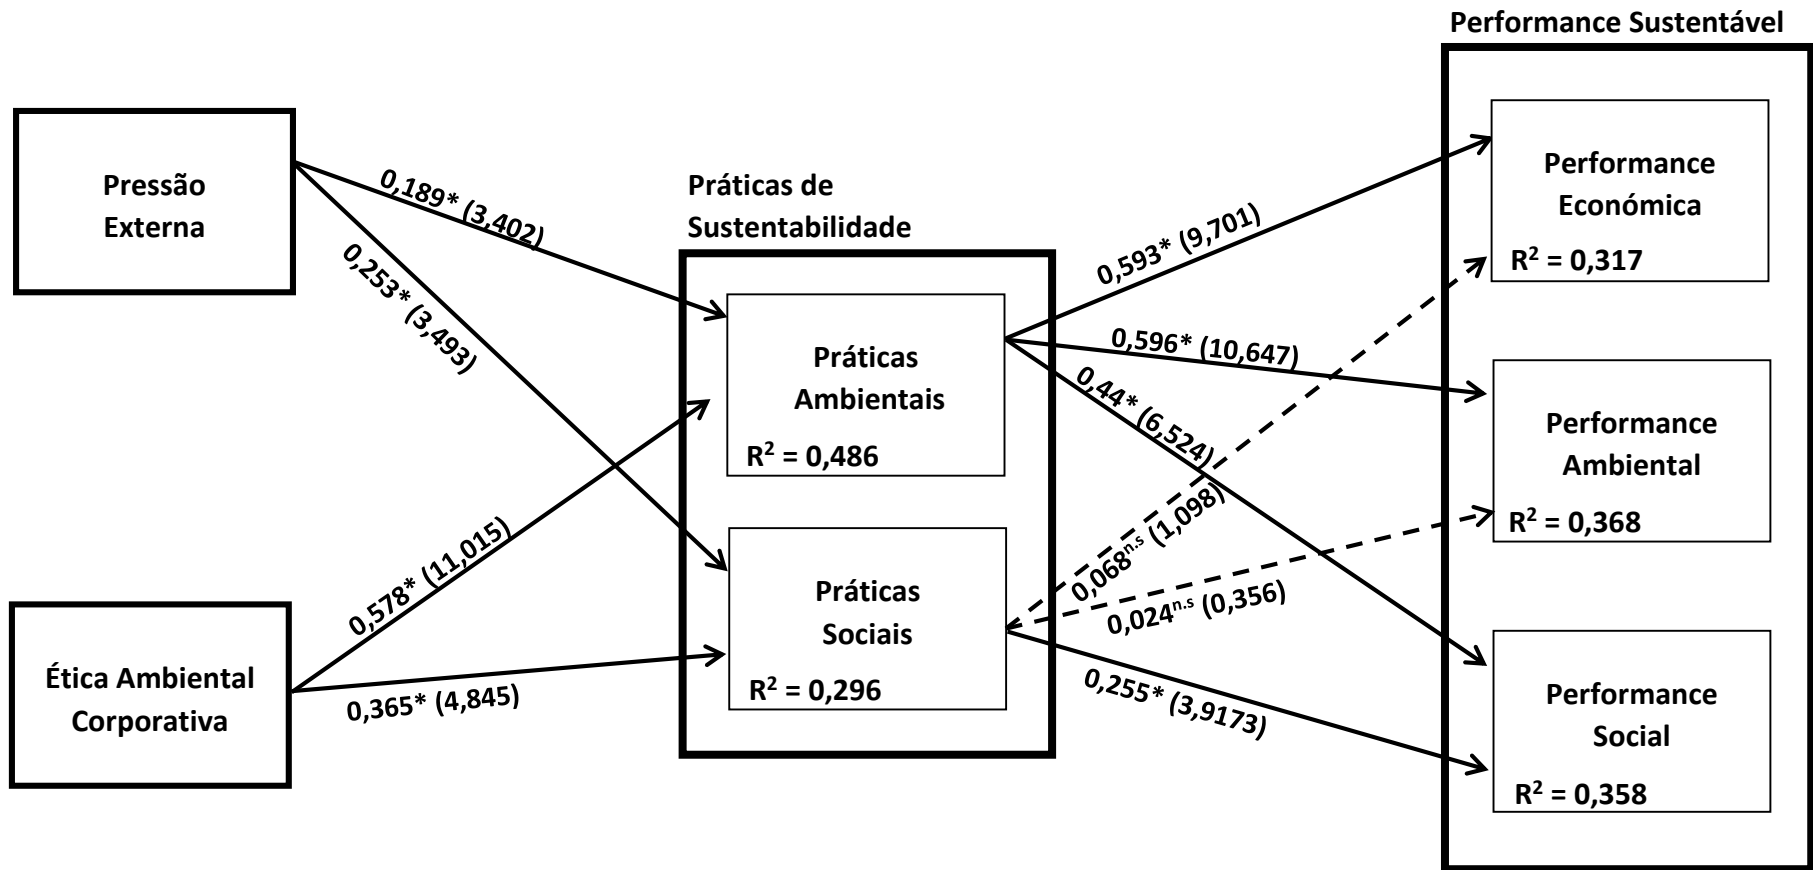 Performance Sustentável
Pressão
Externa
0,189* (3,402)
0,253* (3,493)
Ética Ambiental
Corporativa
0,578* (11,015)
0,365* (4,845)
Práticas de
Sustentabilidade
Práticas
Ambientais
R² = 0,486
Práticas
Sociais
R² = 0,296
0,593* (9,701)
0,596* (10,647)
0,44* (6,524)
0,068ⁿ·ˢ (1,098)
0,024ⁿ·ˢ (0,356)
0,255* (3,9173)
Performance
Económica
R² = 0,317
Performance
Ambiental
R² = 0,368
Performance
Social
R² = 0,358